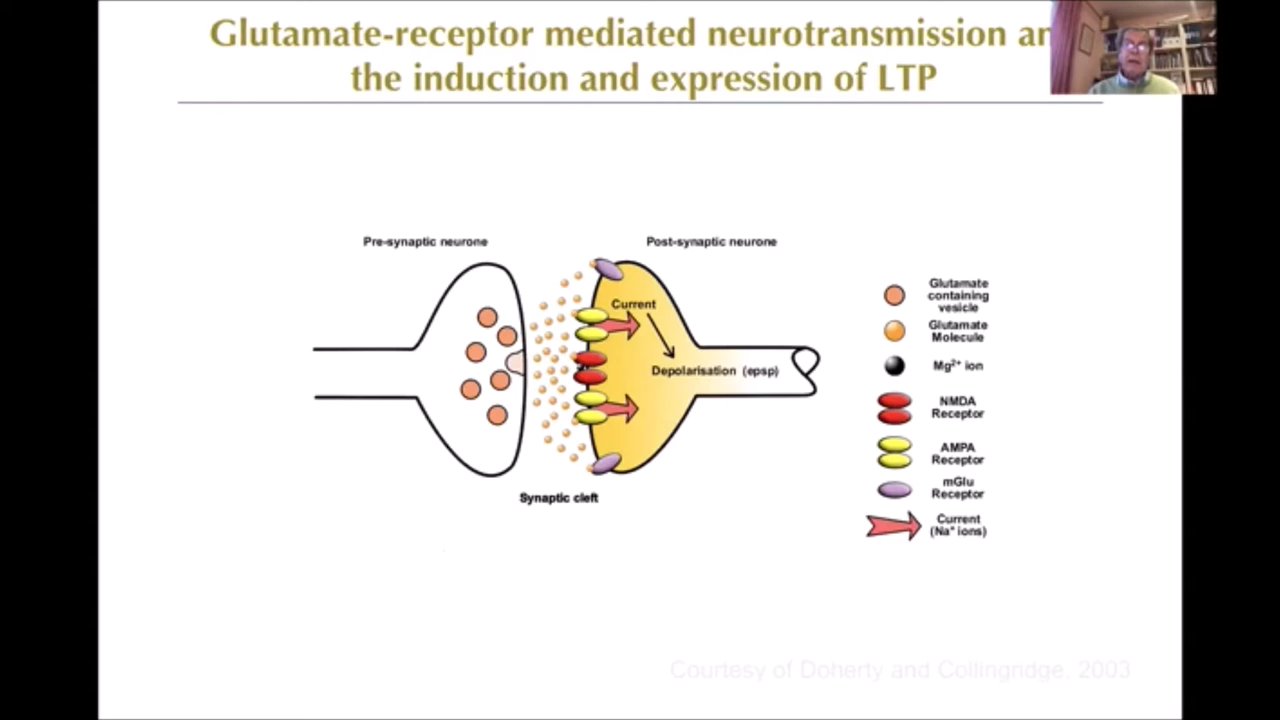 Glutamate-receptor mediated neurotransmission an
the induction and expression of LTP
Pre-synaptic neurone
Post-synaptic neurone
Current
Depolarisation (epsp)
Synaptic cleft
Glutamate
containing
vesicle
Glutamate
Molecule
Mg²⁺ ion
NMDA
Receptor
AMPA
Receptor
mGlu
Receptor
Current
(Na⁺ ions)
Courtesy of Doherty and Collingridge, 2003